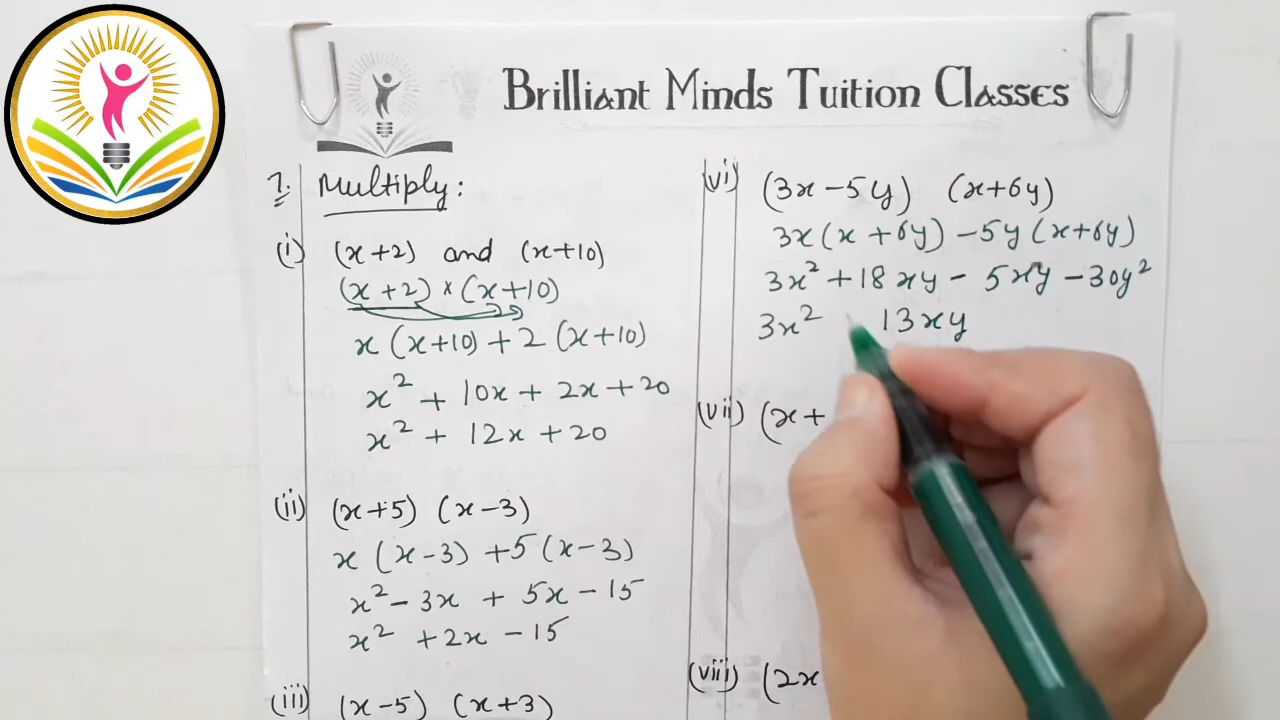 Brilliant Minds Tuition Classes
1. Multiply:
(i) (x+2) and (x+10)
(x+2) × (x+10)
x (x+10) + 2 (x+10)
x² + 10x + 2x + 20
x² + 12x + 20
(ii) (x+5) (x-3)
x (x-3) +5 (x-3)
x² - 3x + 5x - 15
x² + 2x - 15
(iii) (x-5) (x+3)
(vi) (3x-5y) (x+6y)
3x(x+6y) -5y(x+6y)
3x² + 18xy - 5xy - 30y²
3x² 13xy
(vii) (x+
(viii) (2x